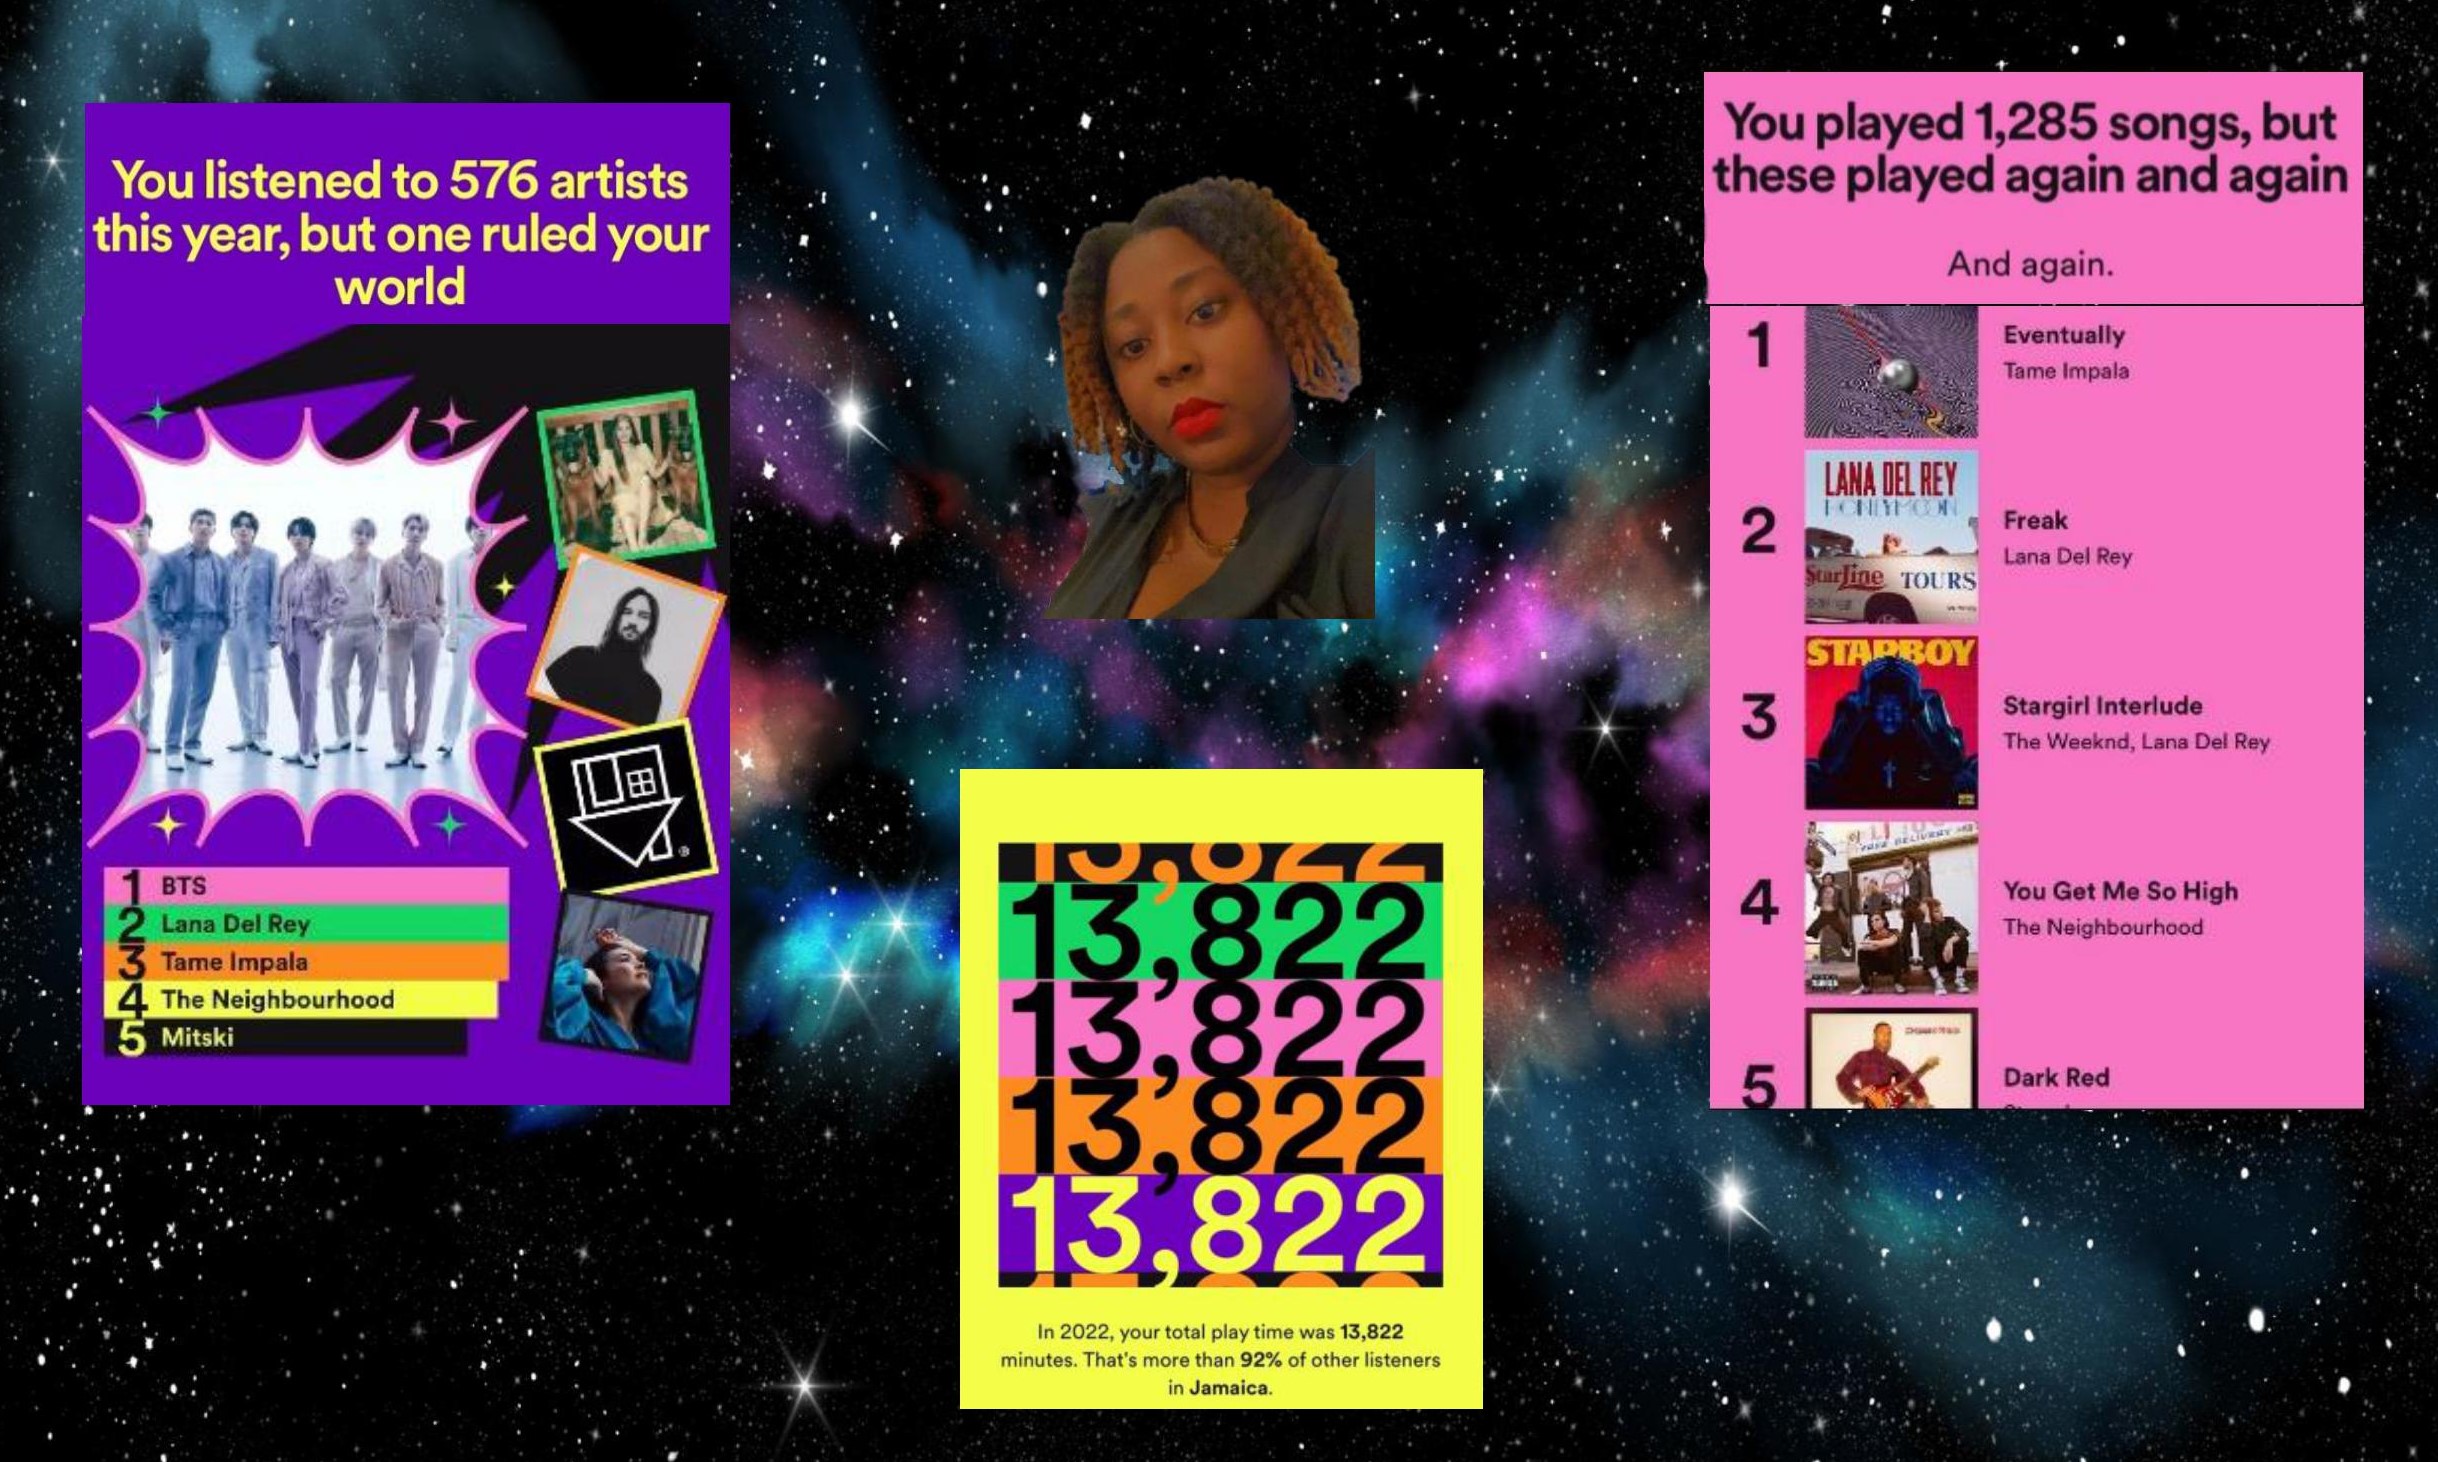 You listened to 576 artists
this year, but one ruled your
world
1 BTS
2 Lana Del Rey
3 Tame Impala
4 The Neighbourhood
5 Mitski
13,822
13,822
13,822
13,822
13,822
In 2022, your total play time was 13,822
minutes. That's more than 92% of other listeners
in Jamaica.
You played 1,285 songs, but
these played again and again
And again.
1 Eventually
Tame Impala
LANA DEL REY
HONEYMOON
StarLine TOURS
2 Freak
Lana Del Rey
STARBOY
3 Stargirl Interlude
The Weeknd, Lana Del Rey
4 You Get Me So High
The Neighbourhood
5 Dark Red